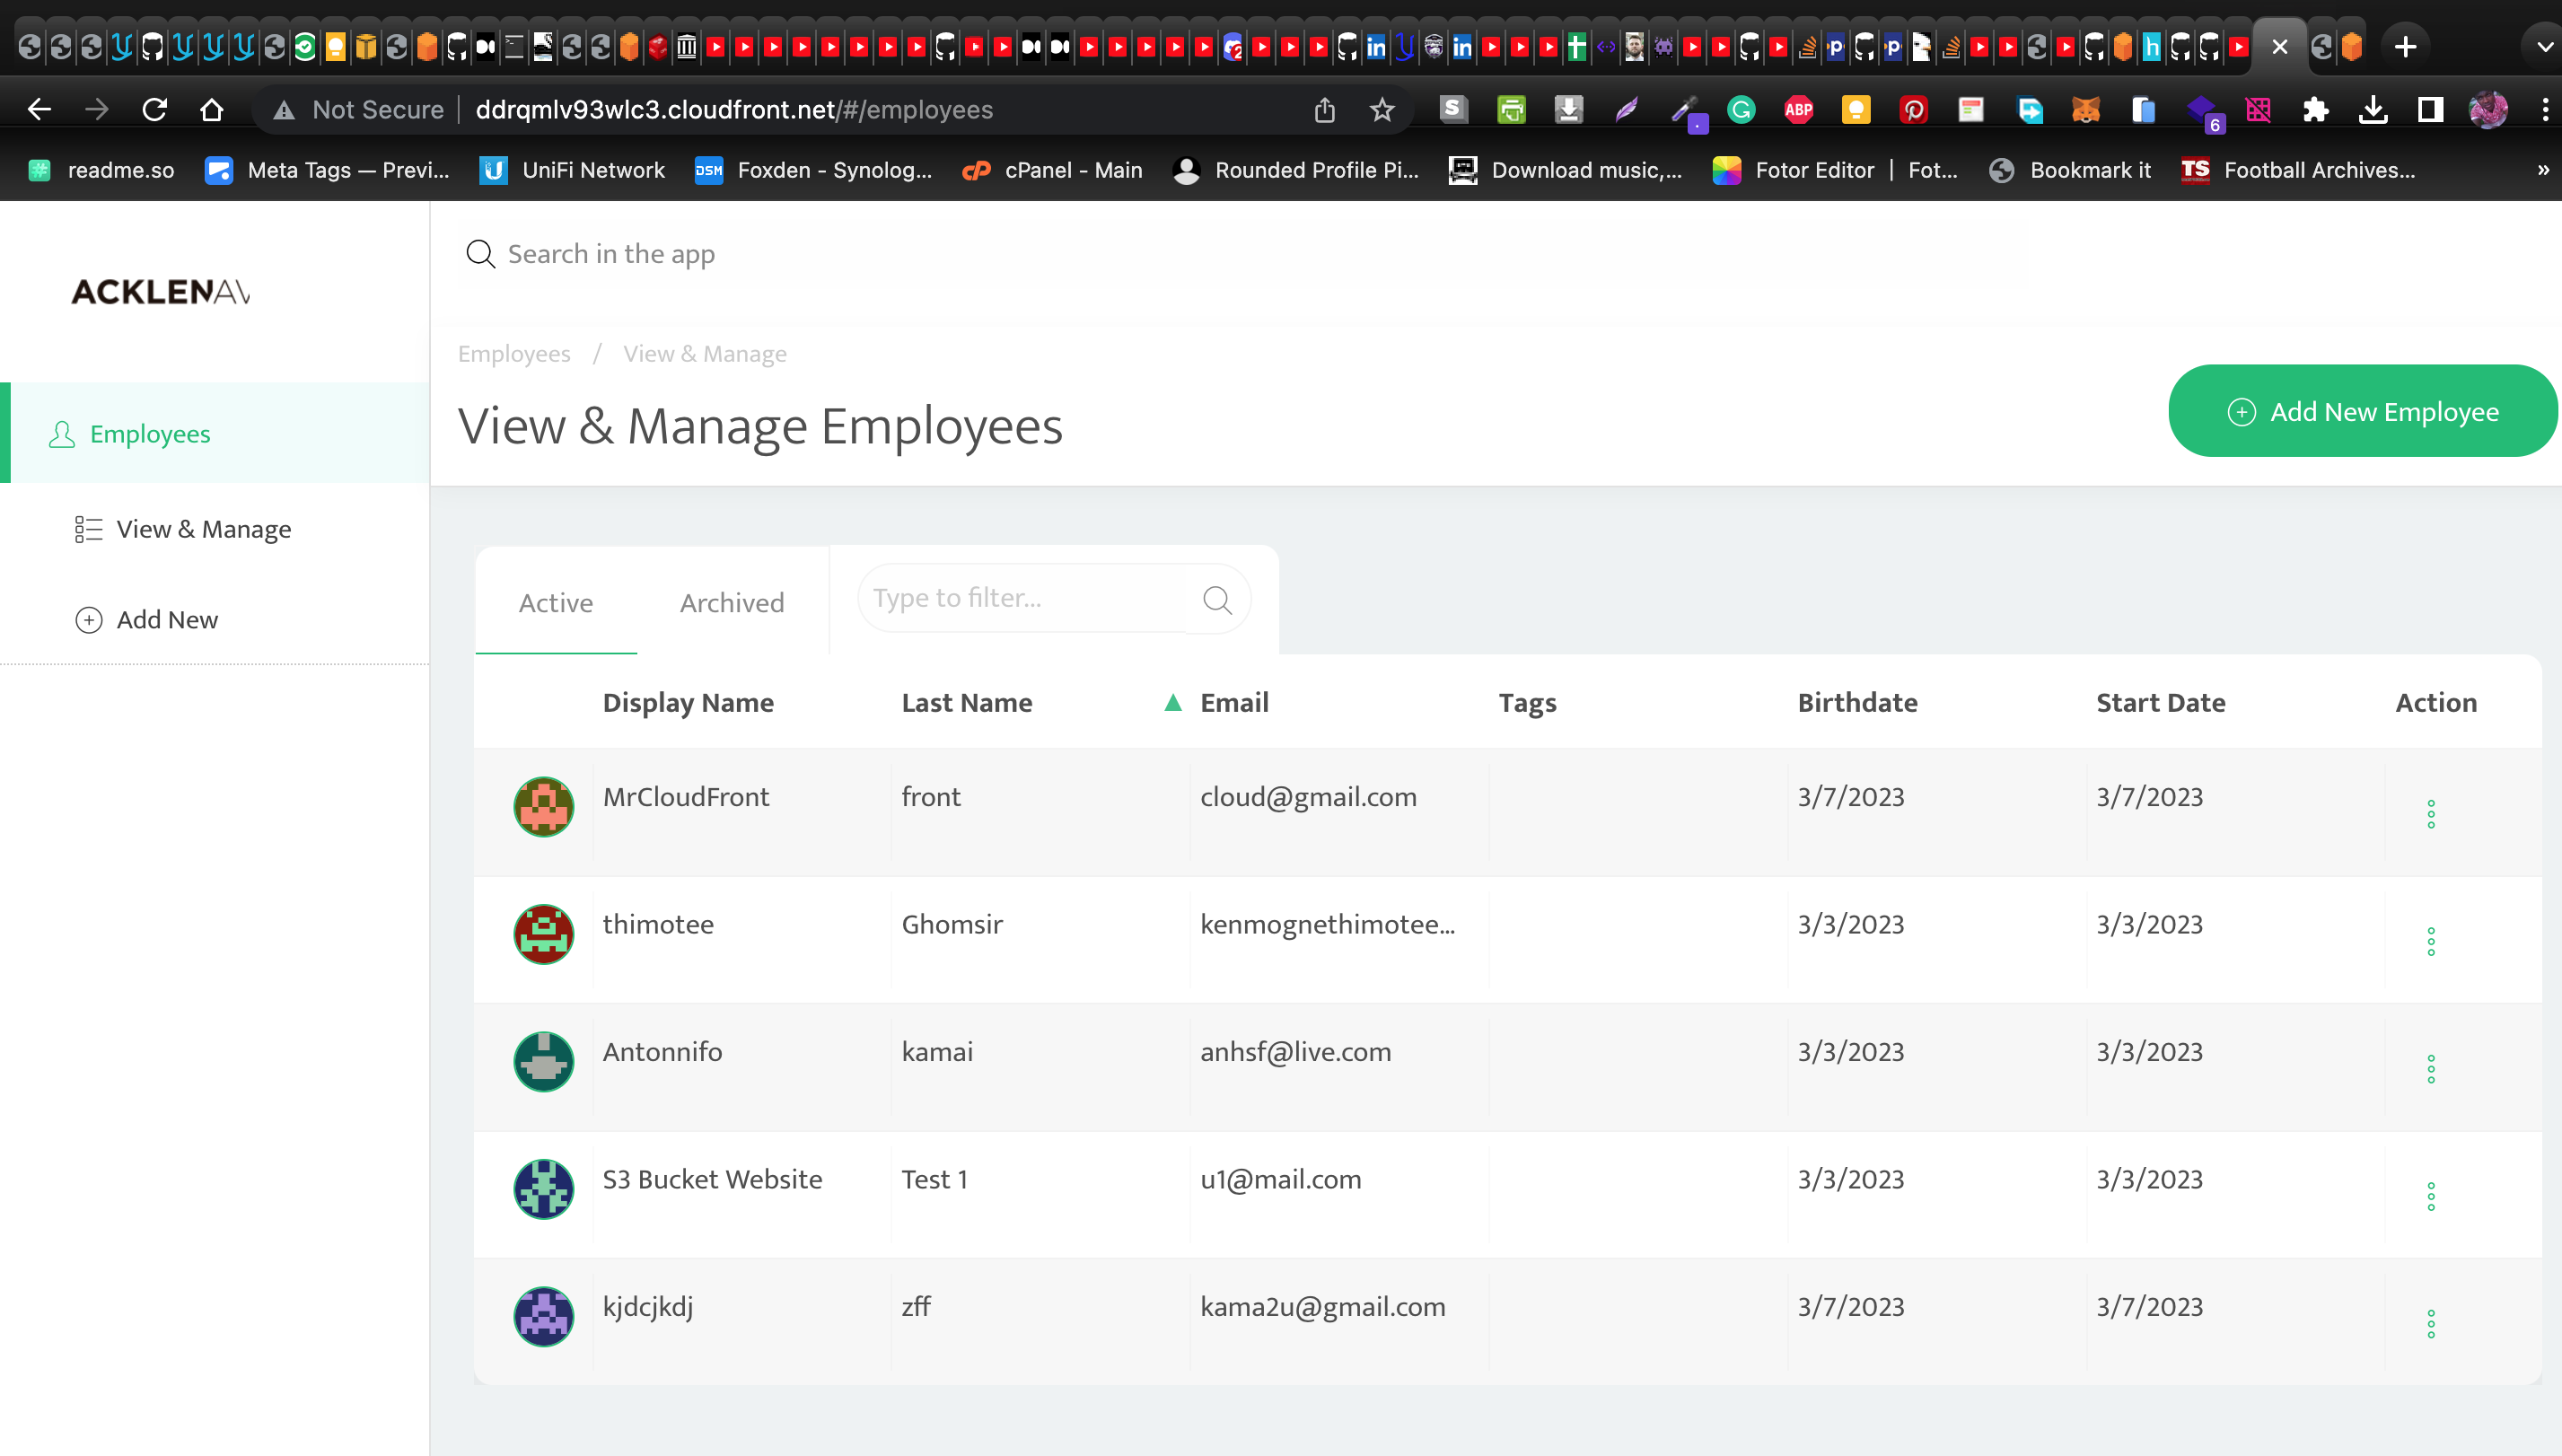 Not Secure | ddrqmlv93wlc3.cloudfront.net/#/employees
6
readme.so Meta Tags — Previ... UniFi Network DSM Foxden - Synolog... cP cPanel - Main Rounded Profile Pi... Download music,... Fotor Editor | Fot... Bookmark it TS Football Archives... »
ACKLENAV
Search in the app
Employees / View & Manage
View & Manage Employees
Add New Employee
Employees
View & Manage
Add New
Active Archived Type to filter...
Display Name Last Name ▲ Email Tags Birthdate Start Date Action
MrCloudFront front cloud@gmail.com 3/7/2023 3/7/2023
thimotee Ghomsir kenmognethimotee... 3/3/2023 3/3/2023
Antonnifo kamai anhsf@live.com 3/3/2023 3/3/2023
S3 Bucket Website Test 1 u1@mail.com 3/3/2023 3/3/2023
kjdcjkdj zff kama2u@gmail.com 3/7/2023 3/7/2023